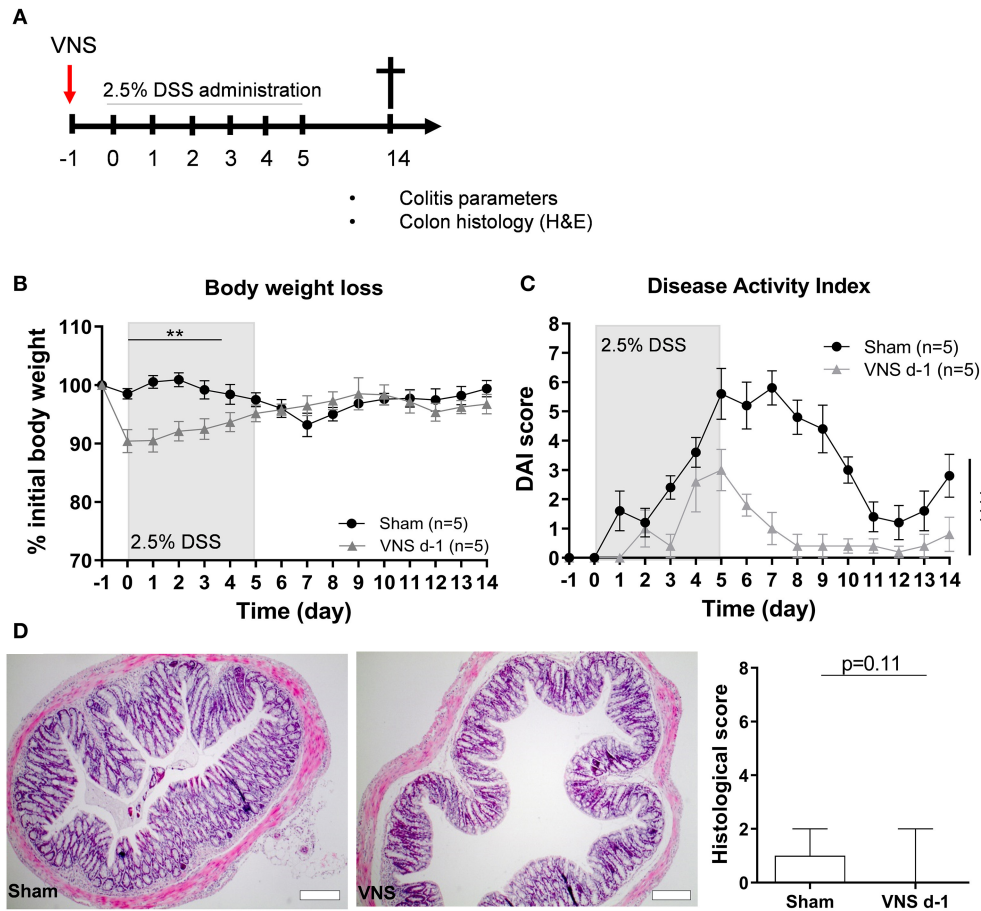 A
VNS
2.5% DSS administration
-1 0 1 2 3 4 5 14
• Colitis parameters
• Colon histology (H&E)
B
Body weight loss
% initial body weight
110
100
90
80
70
**
2.5% DSS
Sham (n=5)
VNS d-1 (n=5)
-1 0 1 2 3 4 5 6 7 8 9 10 11 12 13 14
Time (day)
C
Disease Activity Index
DAI score
8
7
6
5
4
3
2
1
0
2.5% DSS
Sham (n=5)
VNS d-1 (n=5)
-1 0 1 2 3 4 5 6 7 8 9 10 11 12 13 14
Time (day)
D
Sham
VNS
Histological score
8
6
4
2
0
p=0.11
Sham VNS d-1